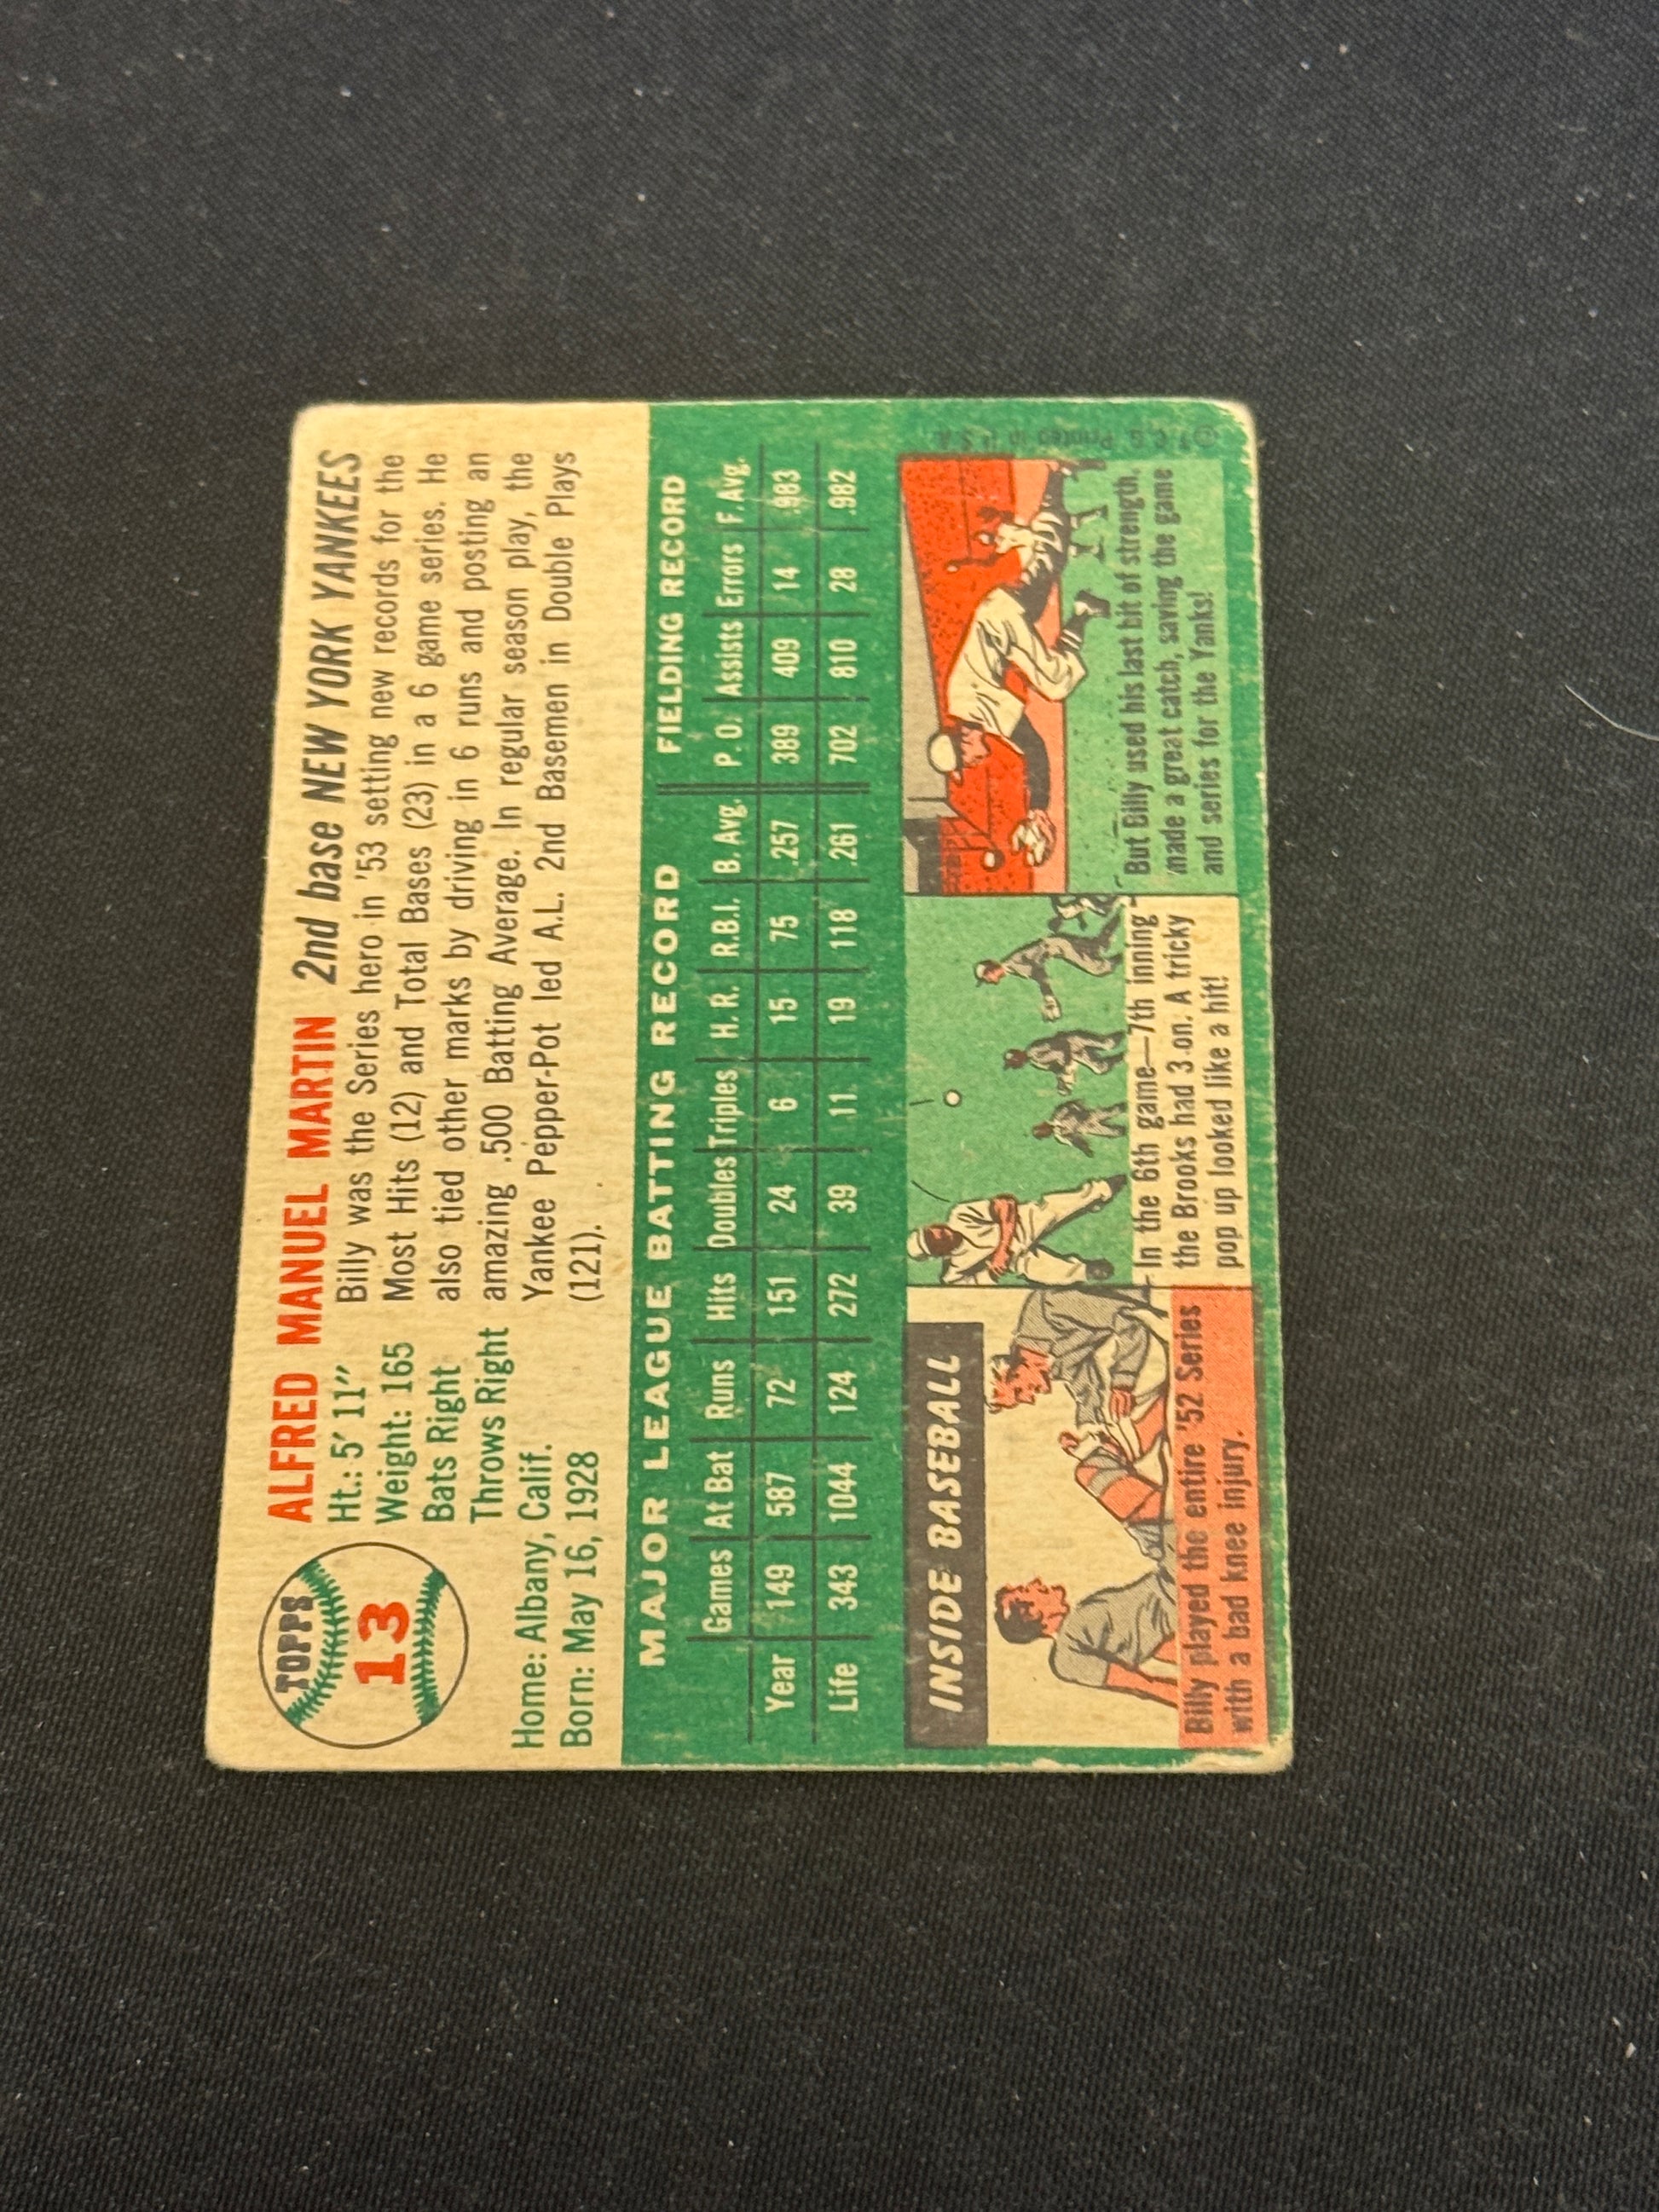 TOPPS
13
ALFRED MANUEL MARTIN 2nd base NEW YORK YANKEES
Ht.: 5' 11"
Weight: 165
Bats Right
Throws Right
Home: Albany, Calif.
Born: May 16, 1928
Billy was the Series hero in '53 setting new records for the
Most Hits (12) and Total Bases (23) in a 6 game series. He
also tied other marks by driving in 6 runs and posting an
amazing .500 Batting Average. In regular season play, the
Yankee Pepper-Pot led A.L. 2nd Basemen in Double Plays
(121).
MAJOR LEAGUE BATTING RECORD FIELDING RECORD
Games At Bat Runs Hits Doubles Triples H. R. R.B.I. B. Avg. P. O. Assists Errors F. Avg.
Year 149 587 72 151 24 6 15 75 .257 389 409 14 .983
Life 343 1044 124 272 39 11 19 118 .261 702 810 28 .982
INSIDE BASEBALL
Billy played the entire '52 Series
with a bad knee injury.
In the 6th game—7th inning
the Brooks had 3 on. A tricky
pop up looked like a hit!
But Billy used his last bit of strength,
made a great catch, saving the game
and series for the Yanks!
© T. C. G. Printed in U. S. A.